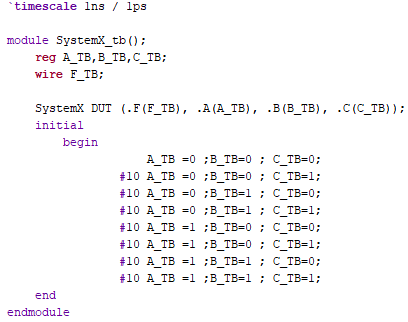 `timescale 1ns / 1ps
module SystemX_tb();
reg A_TB,B_TB,C_TB;
wire F_TB;
SystemX DUT (.F(F_TB), .A(A_TB), .B(B_TB), .C(C_TB));
initial
begin
A_TB =0 ;B_TB=0 ; C_TB=0;
#10 A_TB =0 ;B_TB=0 ; C_TB=1;
#10 A_TB =0 ;B_TB=1 ; C_TB=0;
#10 A_TB =0 ;B_TB=1 ; C_TB=1;
#10 A_TB =1 ;B_TB=0 ; C_TB=0;
#10 A_TB =1 ;B_TB=0 ; C_TB=1;
#10 A_TB =1 ;B_TB=1 ; C_TB=0;
#10 A_TB =1 ;B_TB=1 ; C_TB=1;
end
endmodule